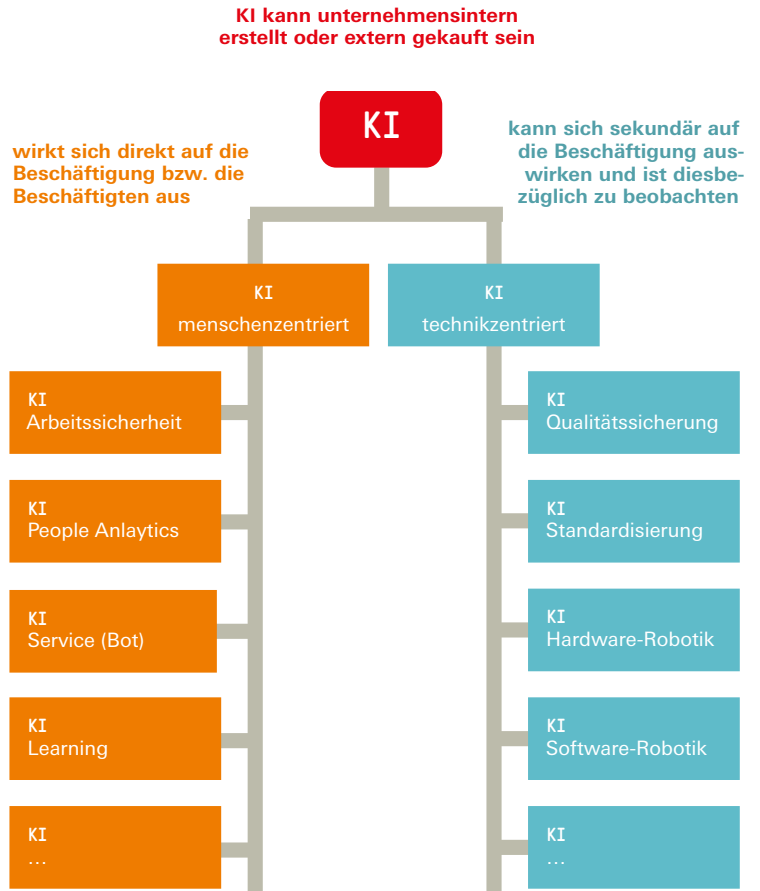 KI kann unternehmensintern
erstellt oder extern gekauft sein
KI
wirkt sich direkt auf die
Beschäftigung bzw. die
Beschäftigten aus
kann sich sekundär auf
die Beschäftigung aus-
wirken und ist diesbe-
züglich zu beobachten
KI
menschenzentriert
KI
technikzentriert
KI
Arbeitssicherheit
KI
People Anlaytics
KI
Service (Bot)
KI
Learning
KI
...
KI
Qualitätssicherung
KI
Standardisierung
KI
Hardware-Robotik
KI
Software-Robotik
KI
...